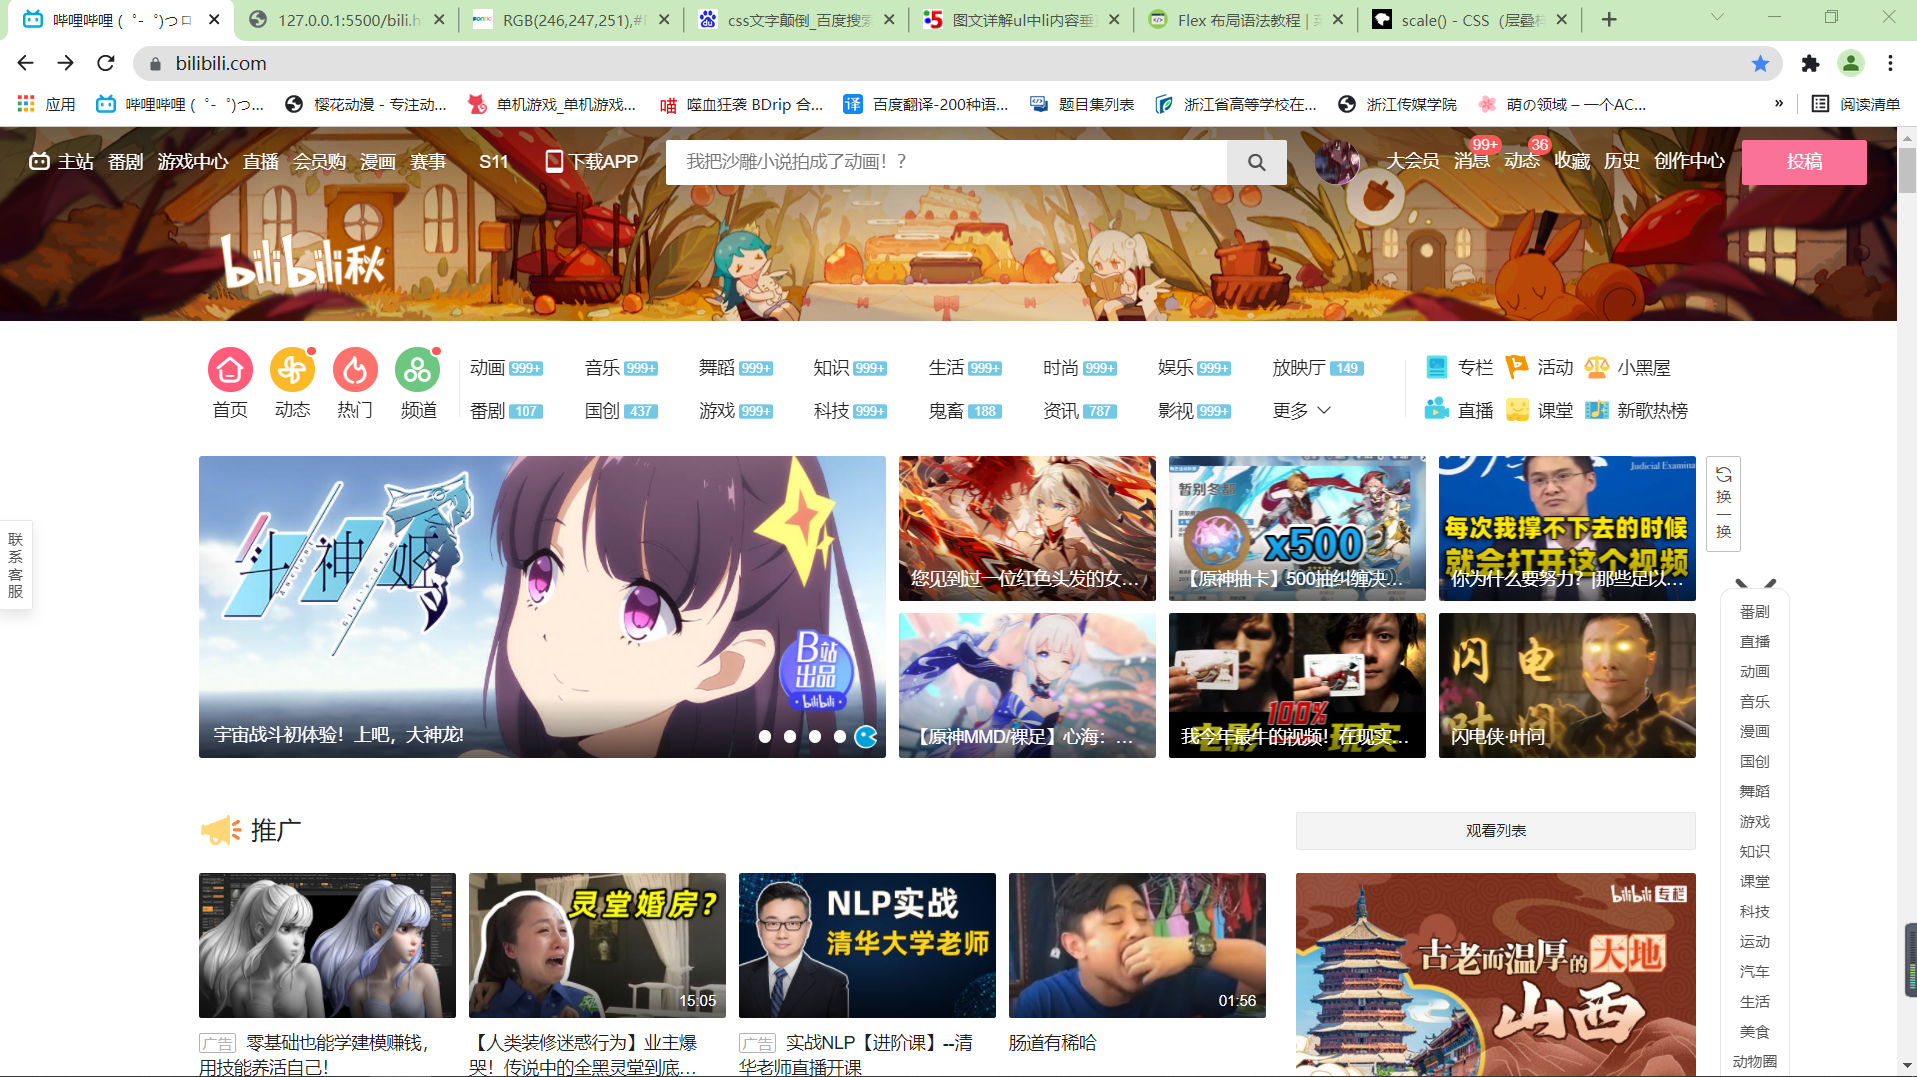 哔哩哔哩 (゜-゜)つロ
127.0.0.1:5500/bili.h
RGB(246,247,251),#F
css文字颠倒_百度搜索
图文详解ul中li内容垂
Flex 布局语法教程 |
scale() - CSS（层叠样
bilibili.com
应用
哔哩哔哩 (゜-゜)つ...
樱花动漫 - 专注动...
单机游戏_单机游戏...
噬血狂袭 BDrip 合...
百度翻译-200种语...
题目集列表
浙江省高等学校在...
浙江传媒学院
萌の领域 – 一个AC...
»
阅读清单
主站
番剧
游戏中心
直播
会员购
漫画
赛事
S11
下载APP
我把沙雕小说拍成了动画！？
大会员
消息
99+
动态
36
收藏
历史
创作中心
投稿
bilibili秋
首页
动态
热门
频道
动画 999+
音乐 999+
舞蹈 999+
知识 999+
生活 999+
时尚 999+
娱乐 999+
放映厅 149
番剧 107
国创 437
游戏 999+
科技 999+
鬼畜 188
资讯 787
影视 999+
更多
专栏
活动
小黑屋
直播
课堂
新歌热榜
斗神姬
B站
出品
bilibili
宇宙战斗初体验！上吧，大神龙!
您见到过一位红色头发的女...
暂别冬都
x500
【原神抽卡】500抽纠缠决...
Judicial Examina
每次我撑不下去的时候
就会打开这个视频
你为什么要努力？|那些足以...
换一换
【原神MMD/裸足】心海：...
100%
电影
玩实
我今年最牛的视频！在现实...
闪电
时间
闪电侠·叶问
联系客服
番剧
直播
动画
音乐
漫画
国创
舞蹈
游戏
知识
课堂
科技
运动
汽车
生活
美食
动物圈
推广
观看列表
灵堂婚房？
15:05
NLP实战
清华大学老师
01:56
bilibili 专栏
古老而温厚的大地
山西
广告 零基础也能学建模赚钱，
用技能养活自己！
【人类装修迷惑行为】业主爆
哭！传说中的全黑灵堂到底...
广告 实战NLP【进阶课】--清
华老师直播开课
肠道有稀哈